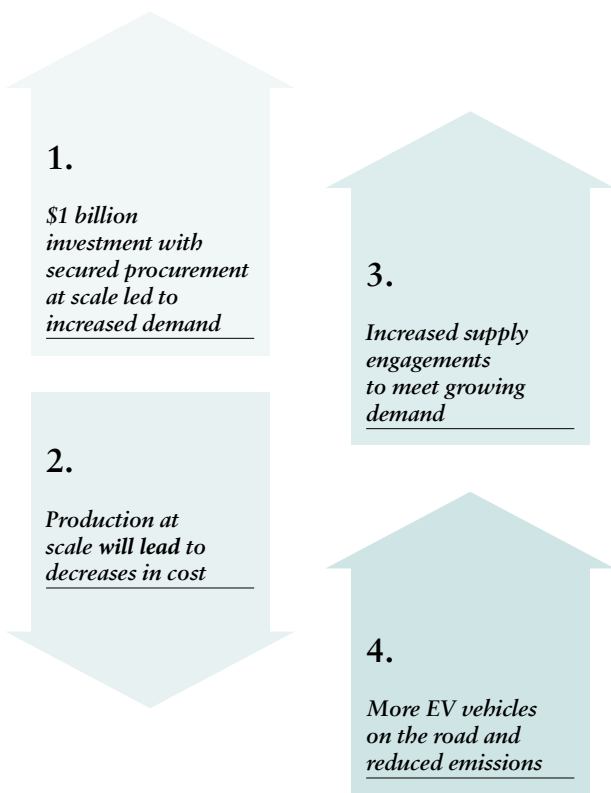 1.
$1 billion
investment with
secured procurement
at scale led to
increased demand
2.
Production at
scale will lead to
decreases in cost
3.
Increased supply
engagements
to meet growing
demand
4.
More EV vehicles
on the road and
reduced emissions